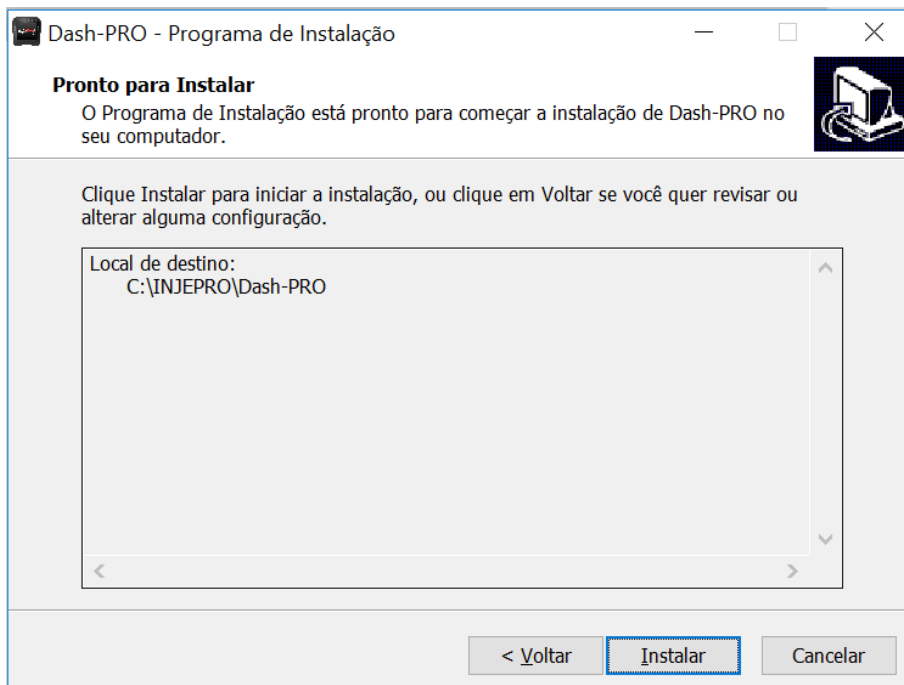 Dash-PRO - Programa de Instalação
Pronto para Instalar
O Programa de Instalação está pronto para começar a instalação de Dash-PRO no
seu computador.
Clique Instalar para iniciar a instalação, ou clique em Voltar se você quer revisar ou
alterar alguma configuração.
Local de destino:
C:\INJEPRO\Dash-PRO
< Voltar
Instalar
Cancelar